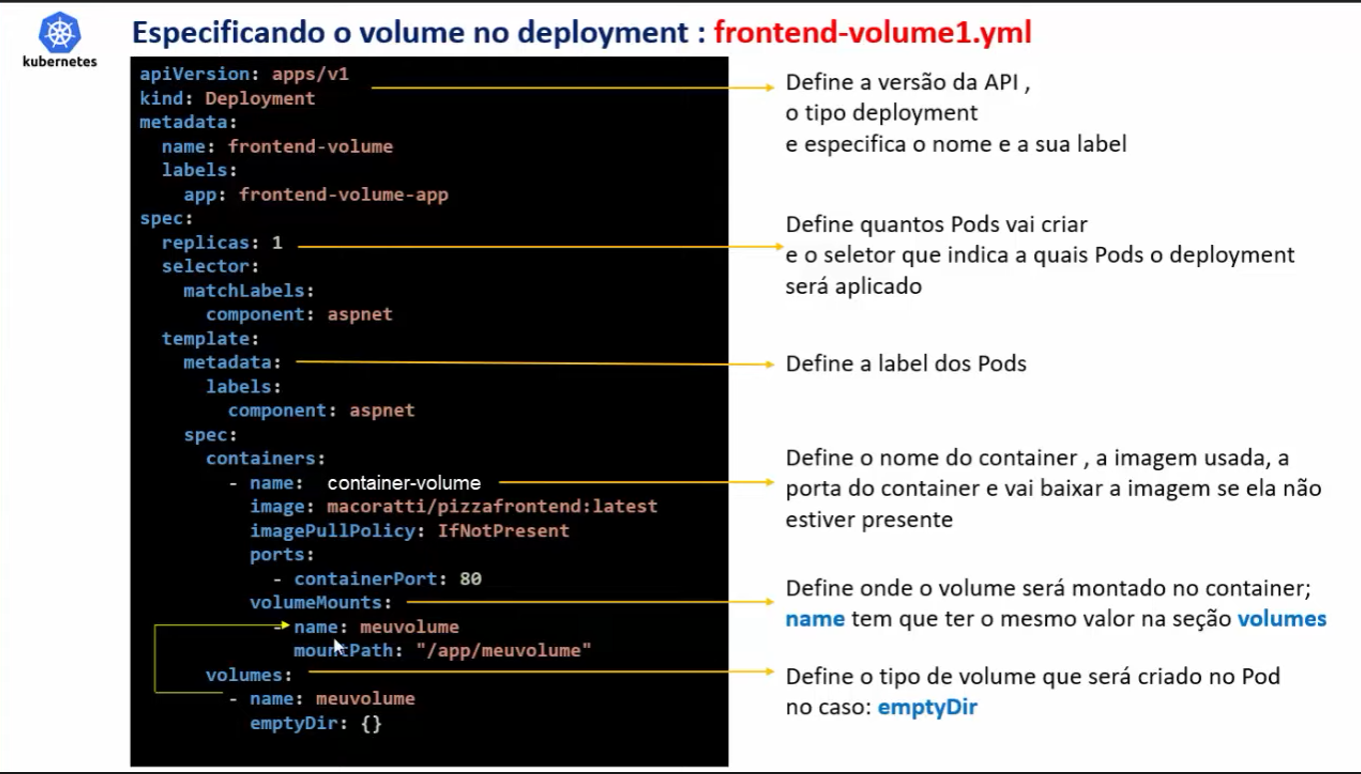 kubernetes
Especificando o volume no deployment : frontend-volume1.yml
apiVersion: apps/v1
kind: Deployment
metadata:
  name: frontend-volume
  labels:
    app: frontend-volume-app
spec:
  replicas: 1
  selector:
    matchLabels:
      component: aspnet
  template:
    metadata:
      labels:
        component: aspnet
    spec:
      containers:
        - name: container-volume
          image: macoratti/pizzafrontend:latest
          imagePullPolicy: IfNotPresent
          ports:
            - containerPort: 80
          volumeMounts:
            - name: meuvolume
              mountPath: "/app/meuvolume"
      volumes:
        - name: meuvolume
          emptyDir: {}
Define a versão da API ,
o tipo deployment
e especifica o nome e a sua label
Define quantos Pods vai criar
e o seletor que indica a quais Pods o deployment
será aplicado
Define a label dos Pods
Define o nome do container , a imagem usada, a
porta do container e vai baixar a imagem se ela não
estiver presente
Define onde o volume será montado no container;
name tem que ter o mesmo valor na seção volumes
Define o tipo de volume que será criado no Pod
no caso: emptyDir